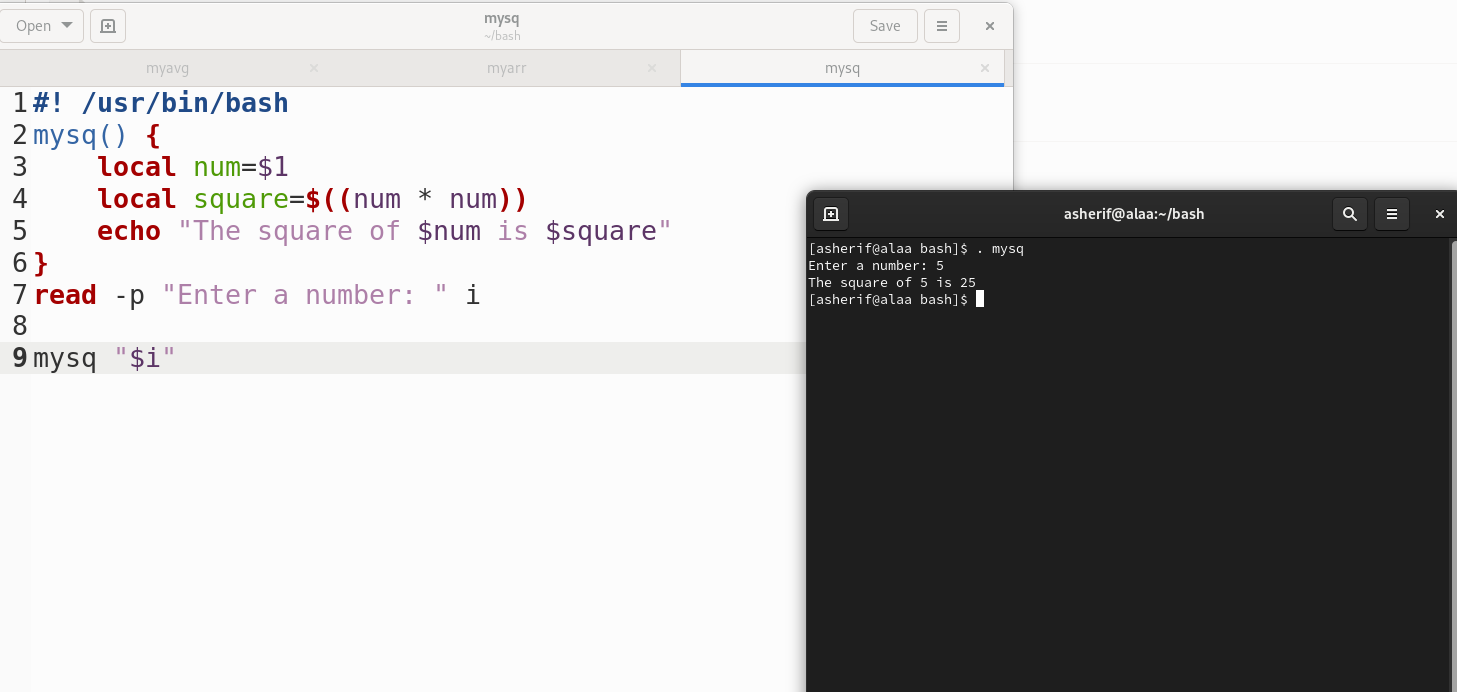 Open
mysq
~/bash
Save
myavg
myarr
mysq
1 #! /usr/bin/bash
2 mysq() {
3     local num=$1
4     local square=$((num * num))
5     echo "The square of $num is $square"
6 }
7 read -p "Enter a number: " i
8
9 mysq "$i"
asherif@alaa:~/bash
[asherif@alaa bash]$ . mysq
Enter a number: 5
The square of 5 is 25
[asherif@alaa bash]$